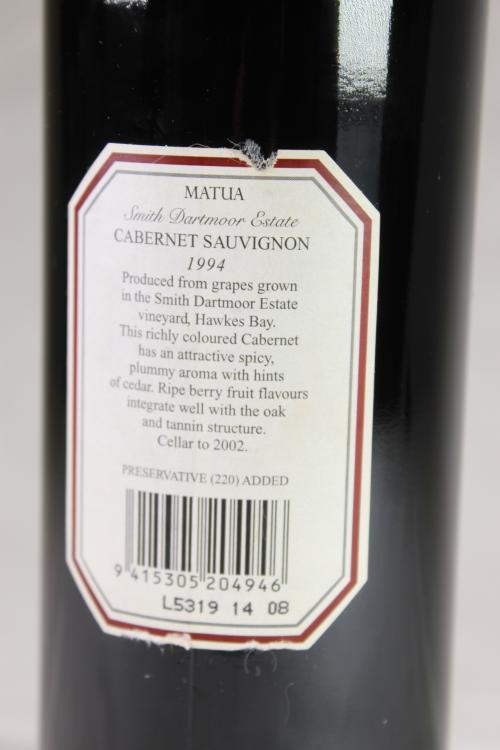 MATUA
Smith Dartmoor Estate
CABERNET SAUVIGNON
1994
Produced from grapes grown
in the Smith Dartmoor Estate
vineyard, Hawkes Bay.
This richly coloured Cabernet
has an attractive spicy,
plummy aroma with hints
of cedar. Ripe berry fruit flavours
integrate well with the oak
and tannin structure.
Cellar to 2002.
PRESERVATIVE (220) ADDED
9 415305 204946
L5319 14 08